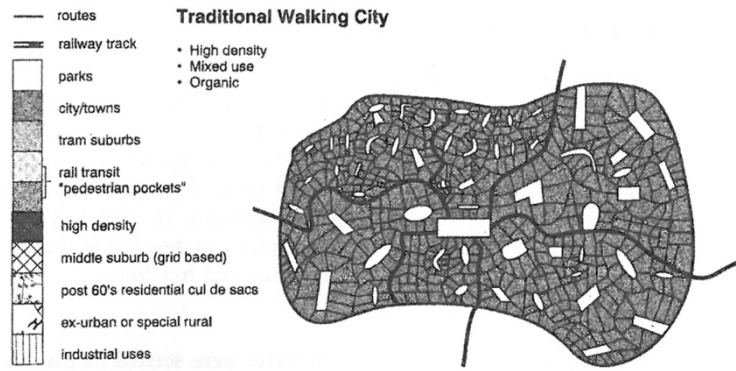 routes
railway track
parks
city/towns
tram suburbs
rail transit
"pedestrian pockets"
high density
middle suburb (grid based)
post 60's residential cul de sacs
ex-urban or special rural
industrial uses
Traditional Walking City
• High density
• Mixed use
• Organic